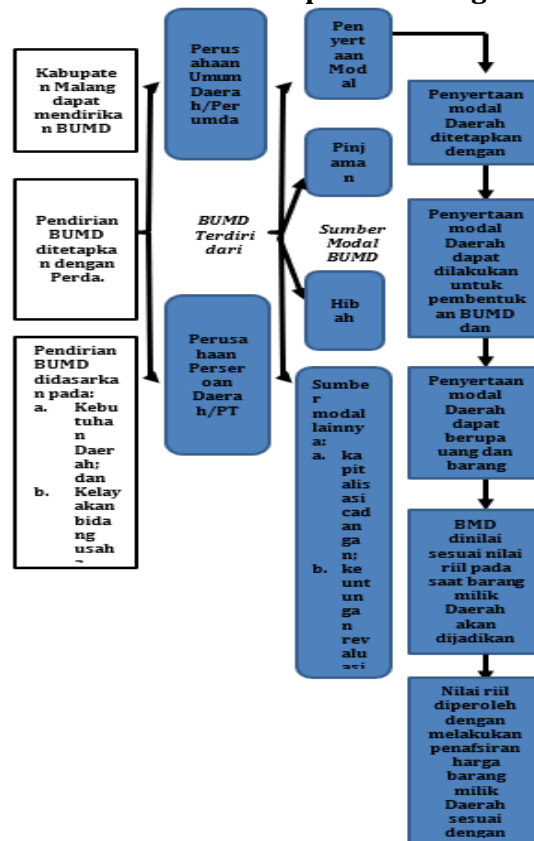 Kabupate
n Malang
dapat
mendirika
n BUMD
Pendirian
BUMD
ditetapka
n dengan
Perda.
Pendirian
BUMD
didasarka
n pada:
a. Kebu
tuha
n
Daer
ah;
dan
b. Kelay
akan
bida
ng
usah
Perus
ahaan
Umum
Daera
h/Per
umda
BUMD
Terdiri
dari
Perusa
haan
Perser
oan
Daera
h/PT
Pen
yert
aan
Mod
al
Pinj
ama
n
Sumber
Modal
BUMD
Hib
ah
Sumbe
r
modal
lainny
a:
a. ka
pit
alis
asi
cad
an
ga
n;
b. ke
unt
un
ga
n
rev
alu
asi
Penyertaan
modal
Daerah
ditetapkan
dengan
Penyertaan
modal
Daerah
dapat
dilakukan
untuk
pembentuk
an BUMD
dan
Penyertaan
modal
Daerah
dapat
berupa
uang dan
barang
BMD
dinilai
sesuai nilai
riil pada
saat barang
milik
Daerah
akan
dijadikan
Nilai riil
diperoleh
dengan
melakukan
penafsiran
harga
barang
milik
Daerah
sesuai
dengan